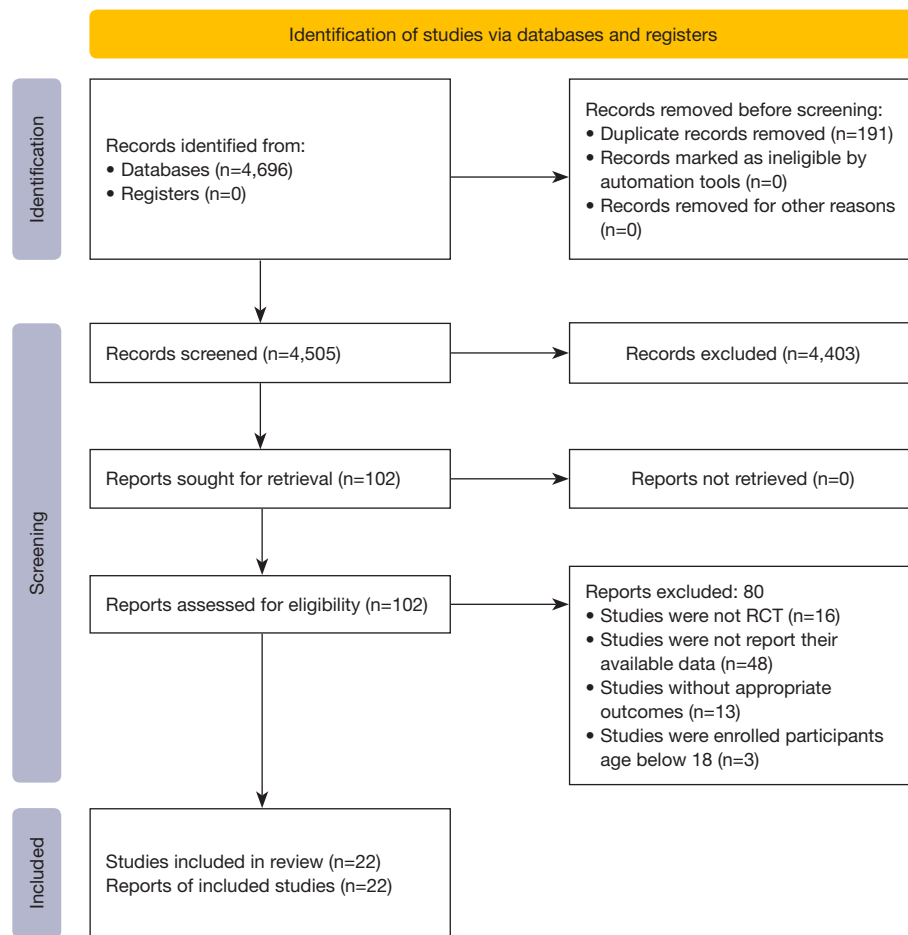 Identification of studies via databases and registers
Identification
Records identified from:
• Databases (n=4,696)
• Registers (n=0)
Records removed before screening:
• Duplicate records removed (n=191)
• Records marked as ineligible by
automation tools (n=0)
• Records removed for other reasons
(n=0)
Screening
Records screened (n=4,505)
Records excluded (n=4,403)
Reports sought for retrieval (n=102)
Reports not retrieved (n=0)
Reports assessed for eligibility (n=102)
Reports excluded: 80
• Studies were not RCT (n=16)
• Studies were not report their
available data (n=48)
• Studies without appropriate
outcomes (n=13)
• Studies were enrolled participants
age below 18 (n=3)
Included
Studies included in review (n=22)
Reports of included studies (n=22)